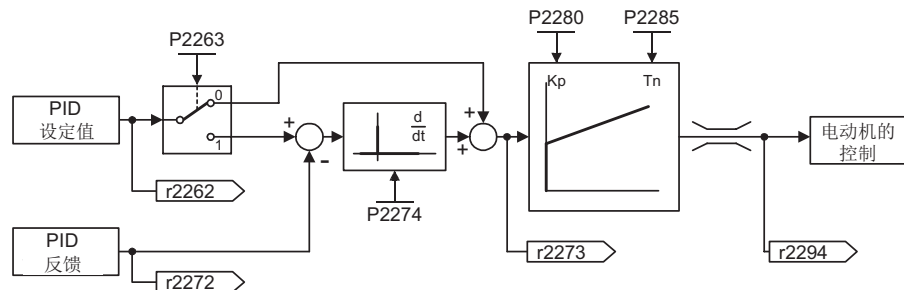 P2263
P2280
P2285
PID
设定值
0
1
+
-
d
dt
+
+
Kp
Tn
电动机的
控制
r2262
P2274
PID
反馈
r2272
r2273
r2294